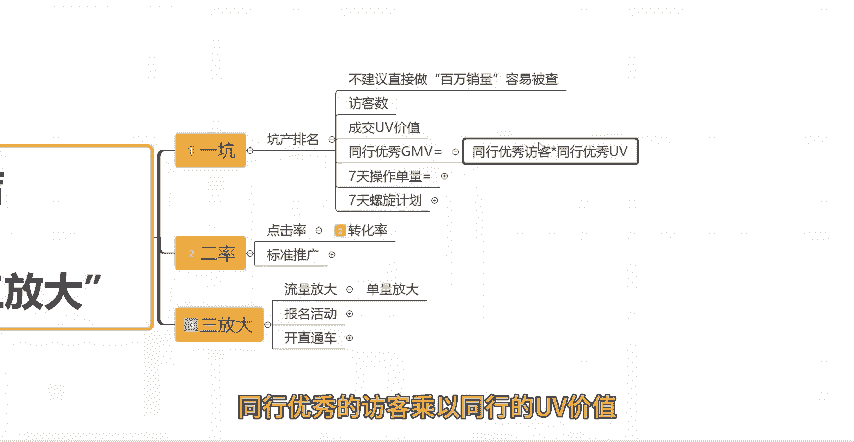 不建议直接做“百万销量”容易被查
访客数
成交UV价值
坑产排名
1 一坑
同行优秀GMV=
同行优秀访客*同行优秀UV
7天操作单量=
7天螺旋计划
点击率
转化率
2 二率
标准推广
放大”
流量放大
单量放大
三放大
报名活动
开直通车
同行优秀的访客乘以同行的UV价值